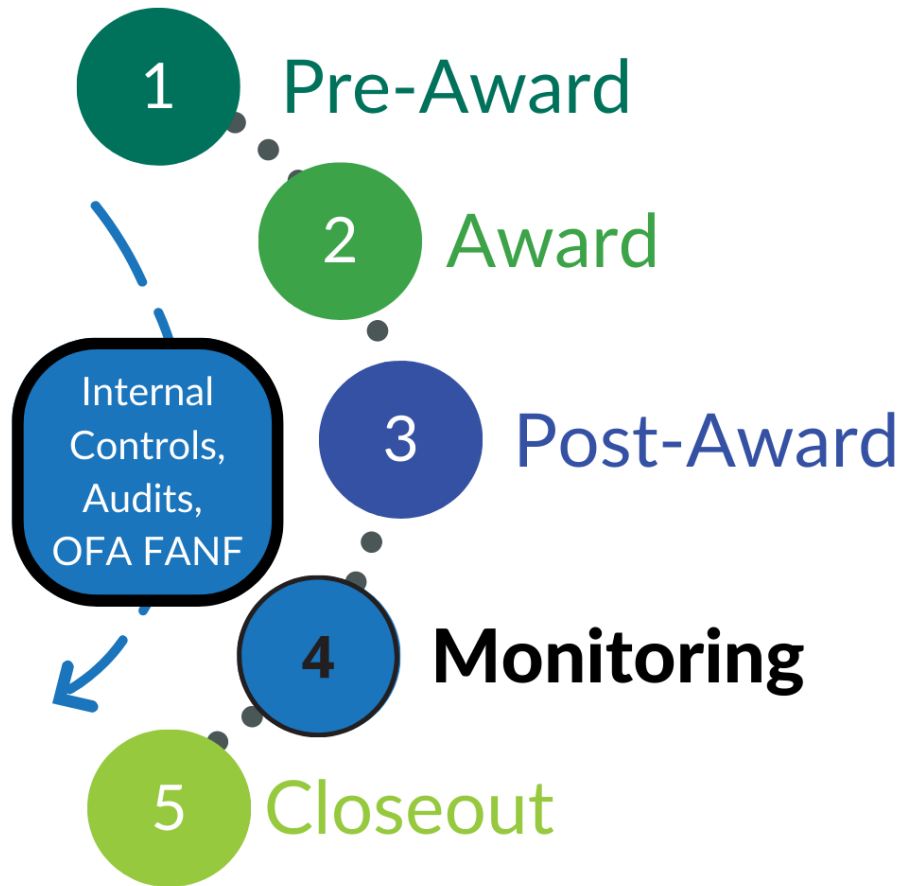 1 Pre-Award
2 Award
3 Post-Award
Internal
Controls,
Audits,
OFA FANF
4 Monitoring
5 Closeout